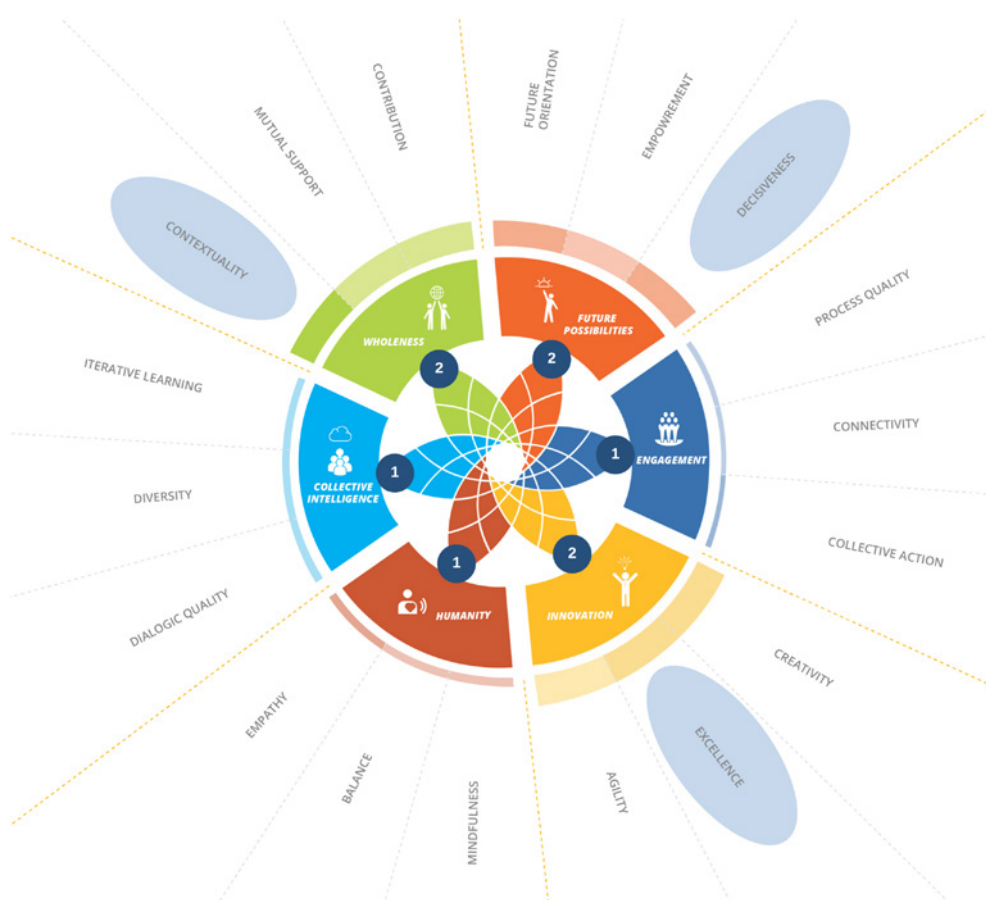 FUTURE
ORIENTATION
EMPOWREMENT
DECISIVENESS
PROCESS QUALITY
CONNECTIVITY
COLLECTIVE ACTION
CREATIVITY
EXCELLENCE
AGILITY
MINDFULNESS
BALANCE
EMPATHY
DIALOGIC QUALITY
DIVERSITY
ITERATIVE LEARNING
CONTEXTUALITY
MUTUAL SUPPORT
CONTRIBUTION
FUTURE
POSSIBILITIES
2
ENGAGEMENT
1
INNOVATION
2
HUMANITY
1
COLLECTIVE
INTELLIGENCE
1
WHOLENESS
2